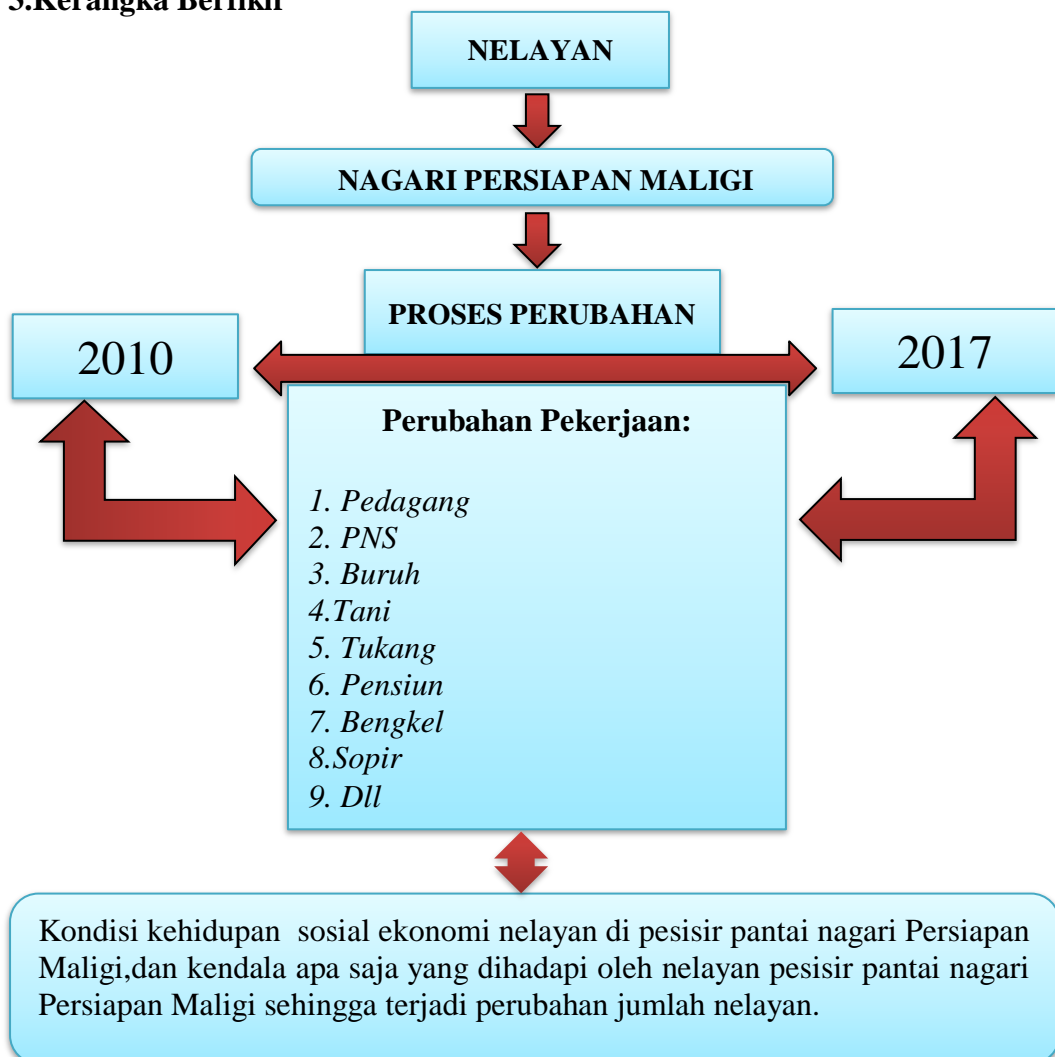 3.Kerangka Berfikir
NELAYAN
NAGARI PERSIAPAN MALIGI
PROSES PERUBAHAN
2010
2017
Perubahan Pekerjaan:
1. Pedagang
2. PNS
3. Buruh
4.Tani
5. Tukang
6. Pensiun
7. Bengkel
8.Sopir
9. Dll
Kondisi kehidupan sosial ekonomi nelayan di pesisir pantai nagari Persiapan
Maligi,dan kendala apa saja yang dihadapi oleh nelayan pesisir pantai nagari
Persiapan Maligi sehingga terjadi perubahan jumlah nelayan.